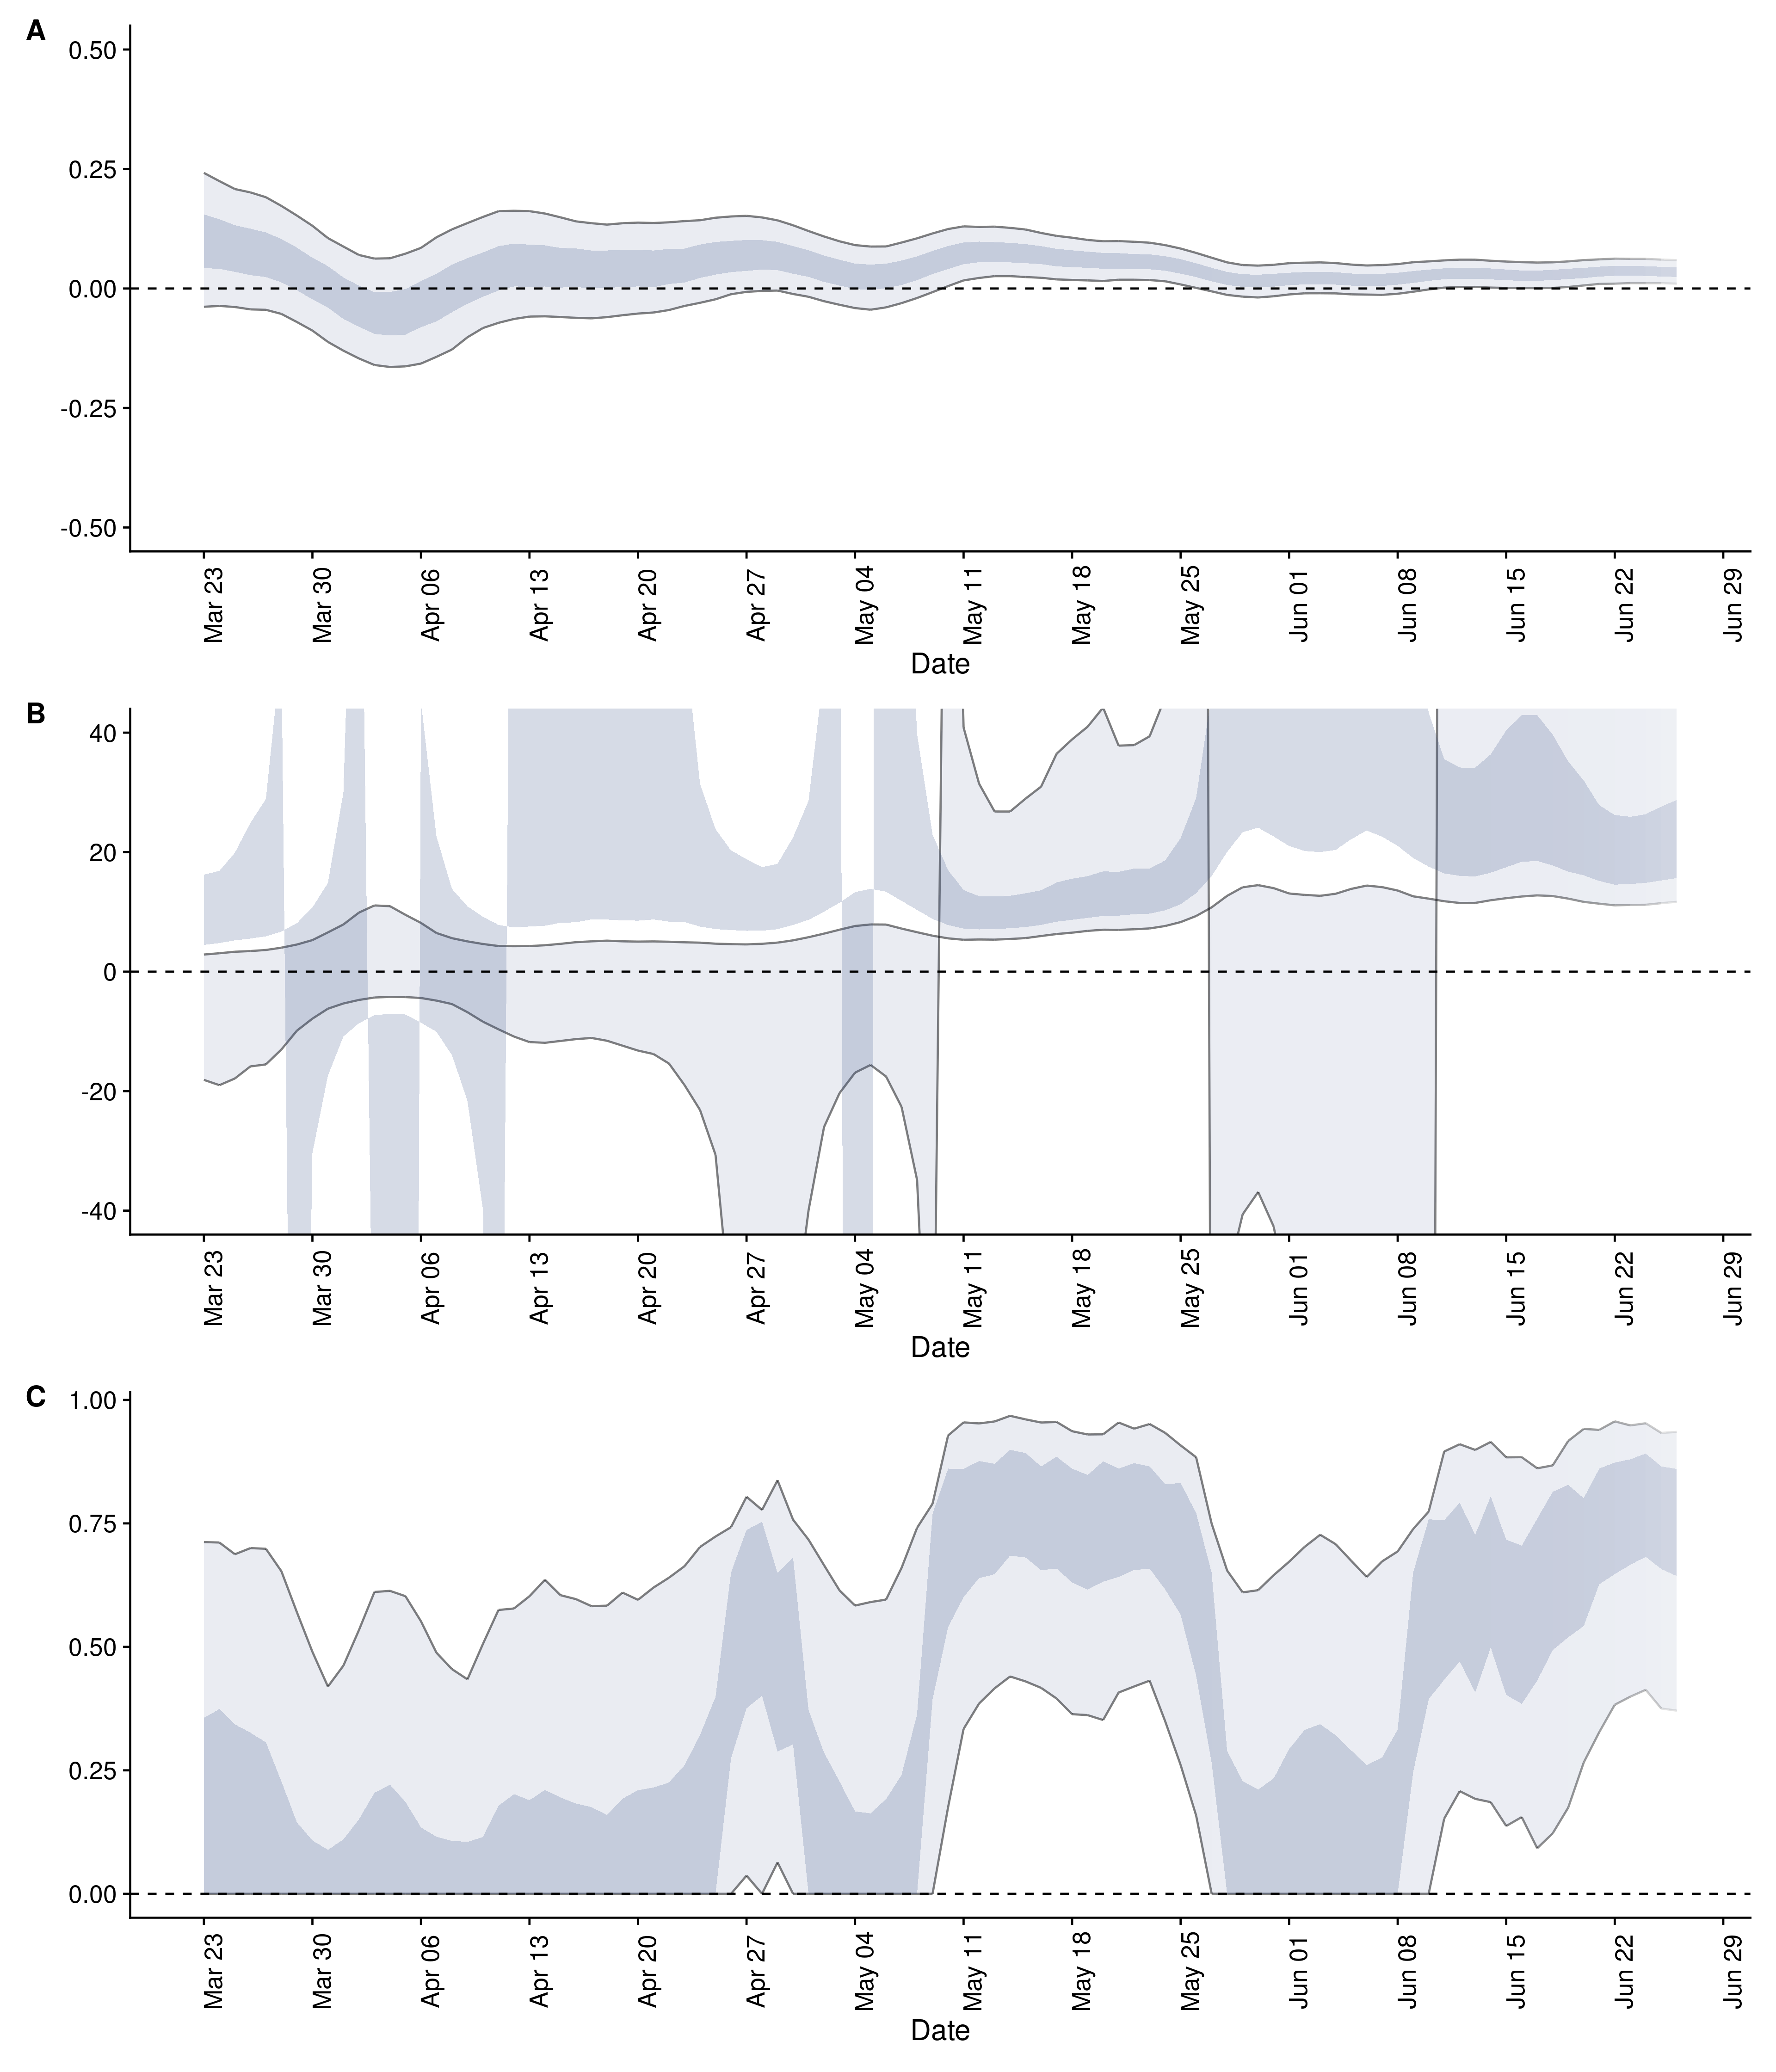 A
0.50
0.25
0.00
-0.25
-0.50
Mar 23
Mar 30
Apr 06
Apr 13
Apr 20
Apr 27
May 04
May 11
May 18
May 25
Jun 01
Jun 08
Jun 15
Jun 22
Jun 29
Date
B
40
20
0
-20
-40
Mar 23
Mar 30
Apr 06
Apr 13
Apr 20
Apr 27
May 04
May 11
May 18
May 25
Jun 01
Jun 08
Jun 15
Jun 22
Jun 29
Date
C
1.00
0.75
0.50
0.25
0.00
Mar 23
Mar 30
Apr 06
Apr 13
Apr 20
Apr 27
May 04
May 11
May 18
May 25
Jun 01
Jun 08
Jun 15
Jun 22
Jun 29
Date